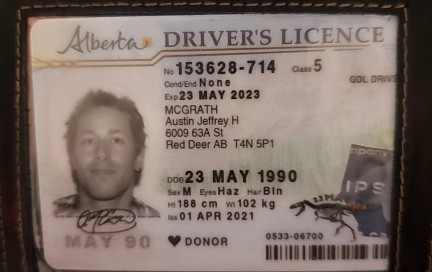 Alberta DRIVER'S LICENCE
No 153628-714 Class 5
GDL DRIVE
Cond/End None
Exp 23 MAY 2023
MCGRATH
Austin Jeffrey H
6009 63A St
Red Deer AB T4N 5P1
DOB 23 MAY 1990
Sex M Eyes Haz Hair Bln
Ht 188 cm Wt 102 kg
Iss 01 APR 2021
23 MA
IPS
MAY 90
DONOR
0533-06700